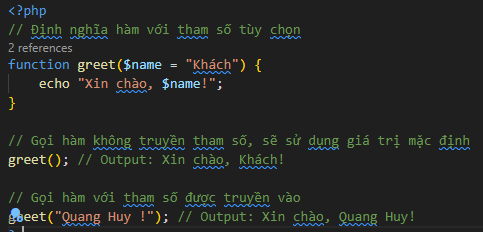 <?php
// Định nghĩa hàm với tham số tùy chọn
2 references
function greet($name = "Khách") {
    echo "Xin chào, $name!";
}
// Gọi hàm không truyền tham số, sẽ sử dụng giá trị mặc định
greet(); // Output: Xin chào, Khách!
// Gọi hàm với tham số được truyền vào
greet("Quang Huy !"); // Output: Xin chào, Quang Huy!